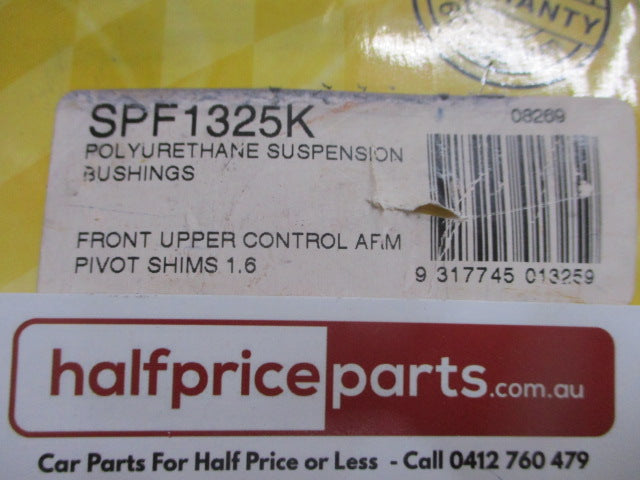 ANTY
SPF1325K
08269
POLYURETHANE SUSPENSION
BUSHINGS
FRONT UPPER CONTROL ARM
PIVOT SHIMS 1.6
9 317745 013259
halfpriceparts.com.au
Car Parts For Half Price or Less - Call 0412 760 479